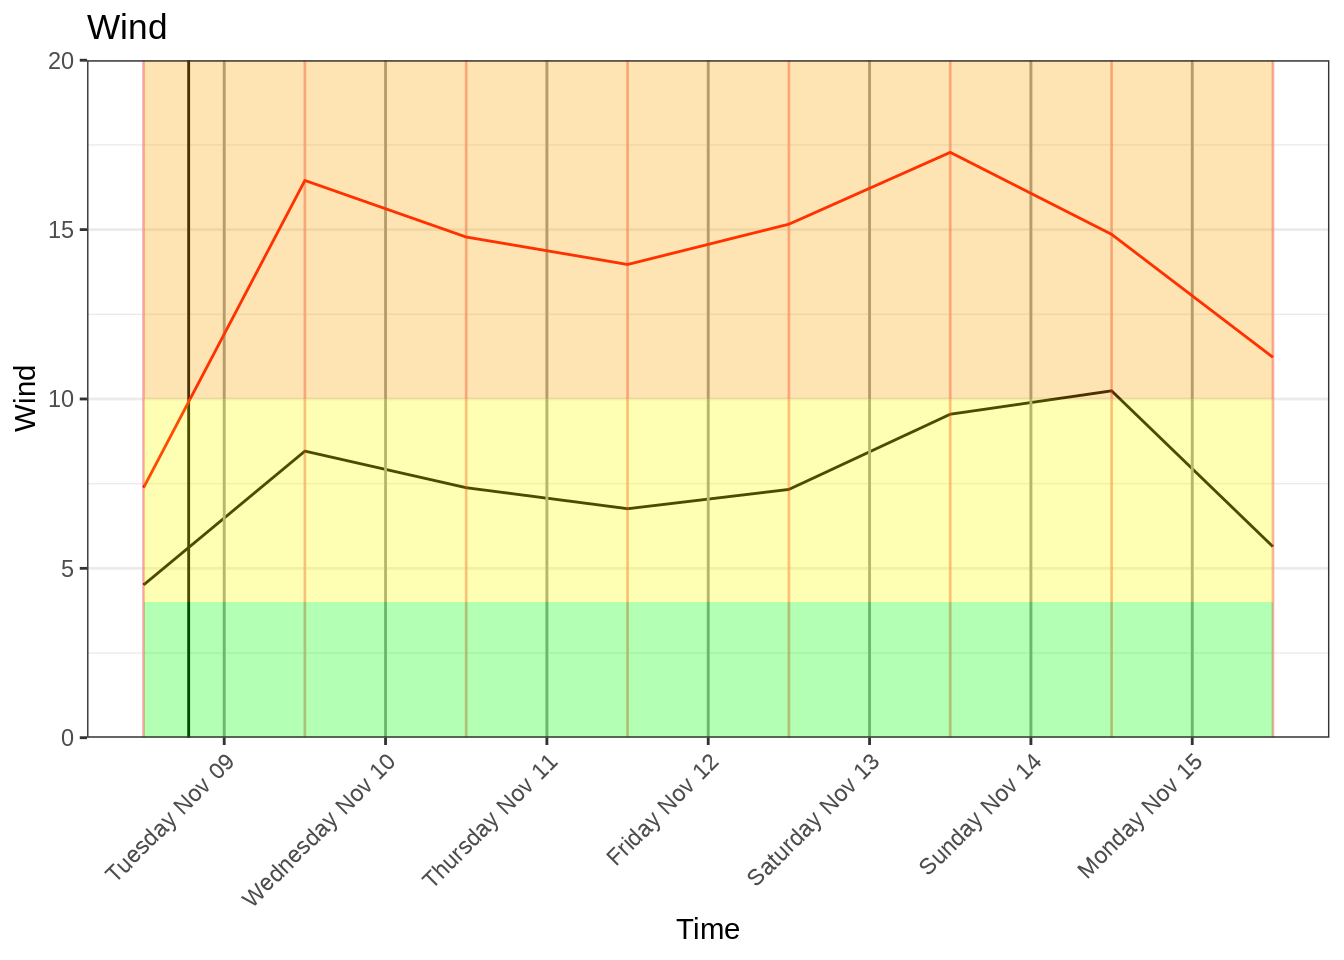 Wind
20
15
10
5
0
Wind
Tuesday Nov 09
Wednesday Nov 10
Thursday Nov 11
Friday Nov 12
Saturday Nov 13
Sunday Nov 14
Monday Nov 15
Time